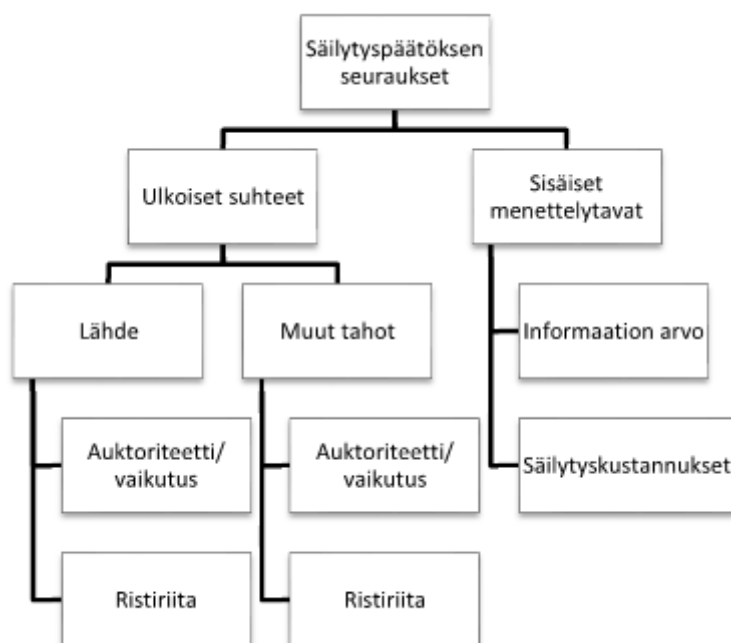 Säilytyspäätöksen
seuraukset
Ulkoiset suhteet
Sisäiset
menettelytavat
Lähde
Muut tahot
Informaation arvo
Auktoriteetti/
vaikutus
Auktoriteetti/
vaikutus
Säilytyskustannukset
Ristiriita
Ristiriita